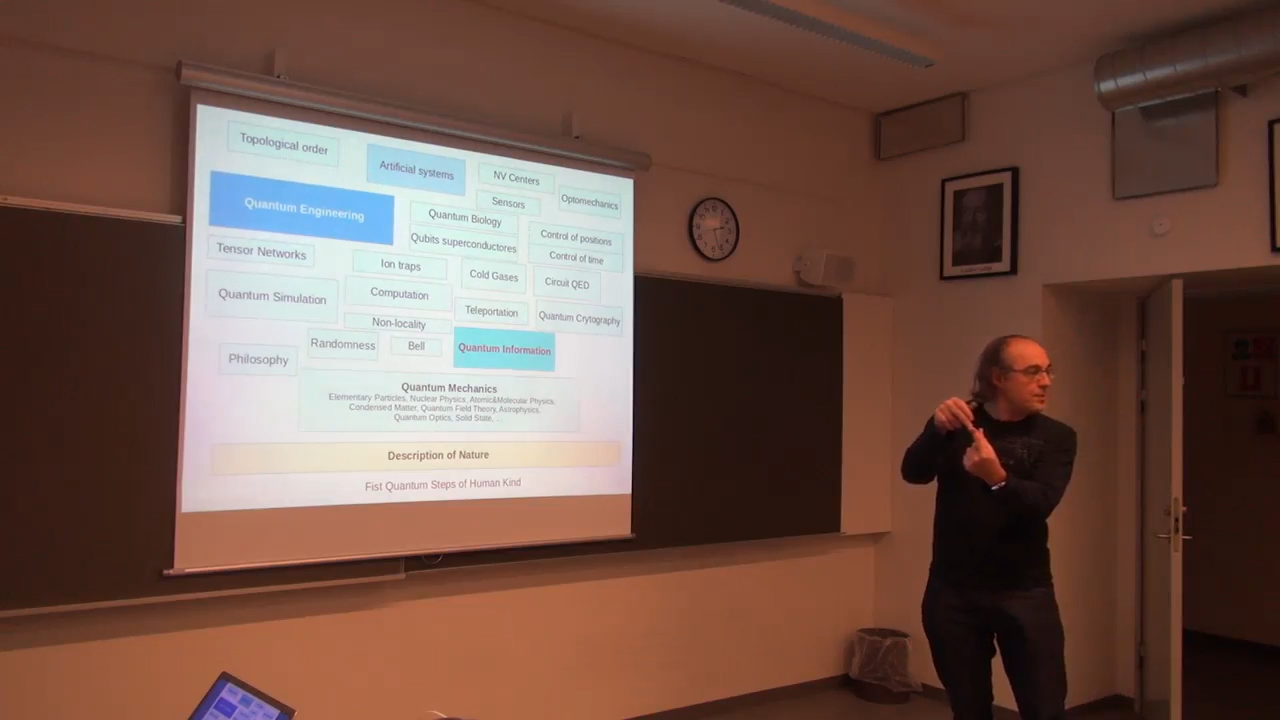 Topological order
Artificial systems
NV Centers
Sensors
Optomechanics
Quantum Engineering
Quantum Biology
Qubits superconductores
Control of positions
Control of time
Tensor Networks
Ion traps
Cold Gases
Circuit QED
Quantum Simulation
Computation
Teleportation
Quantum Crytography
Non-locality
Randomness
Bell
Quantum Information
Philosophy
Quantum Mechanics
Elementary Particles, Nuclear Physics, Atomic&Molecular Physics,
Condensed Matter, Quantum Field Theory, Astrophysics,
Quantum Optics, Solid State, ...
Description of Nature
Fist Quantum Steps of Human Kind